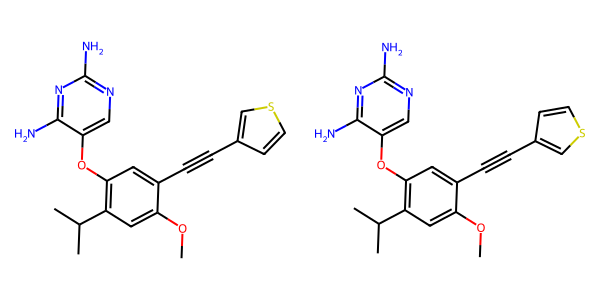 NH₂ NH₂
N N S N N
H₂N H₂N S
O O
O O